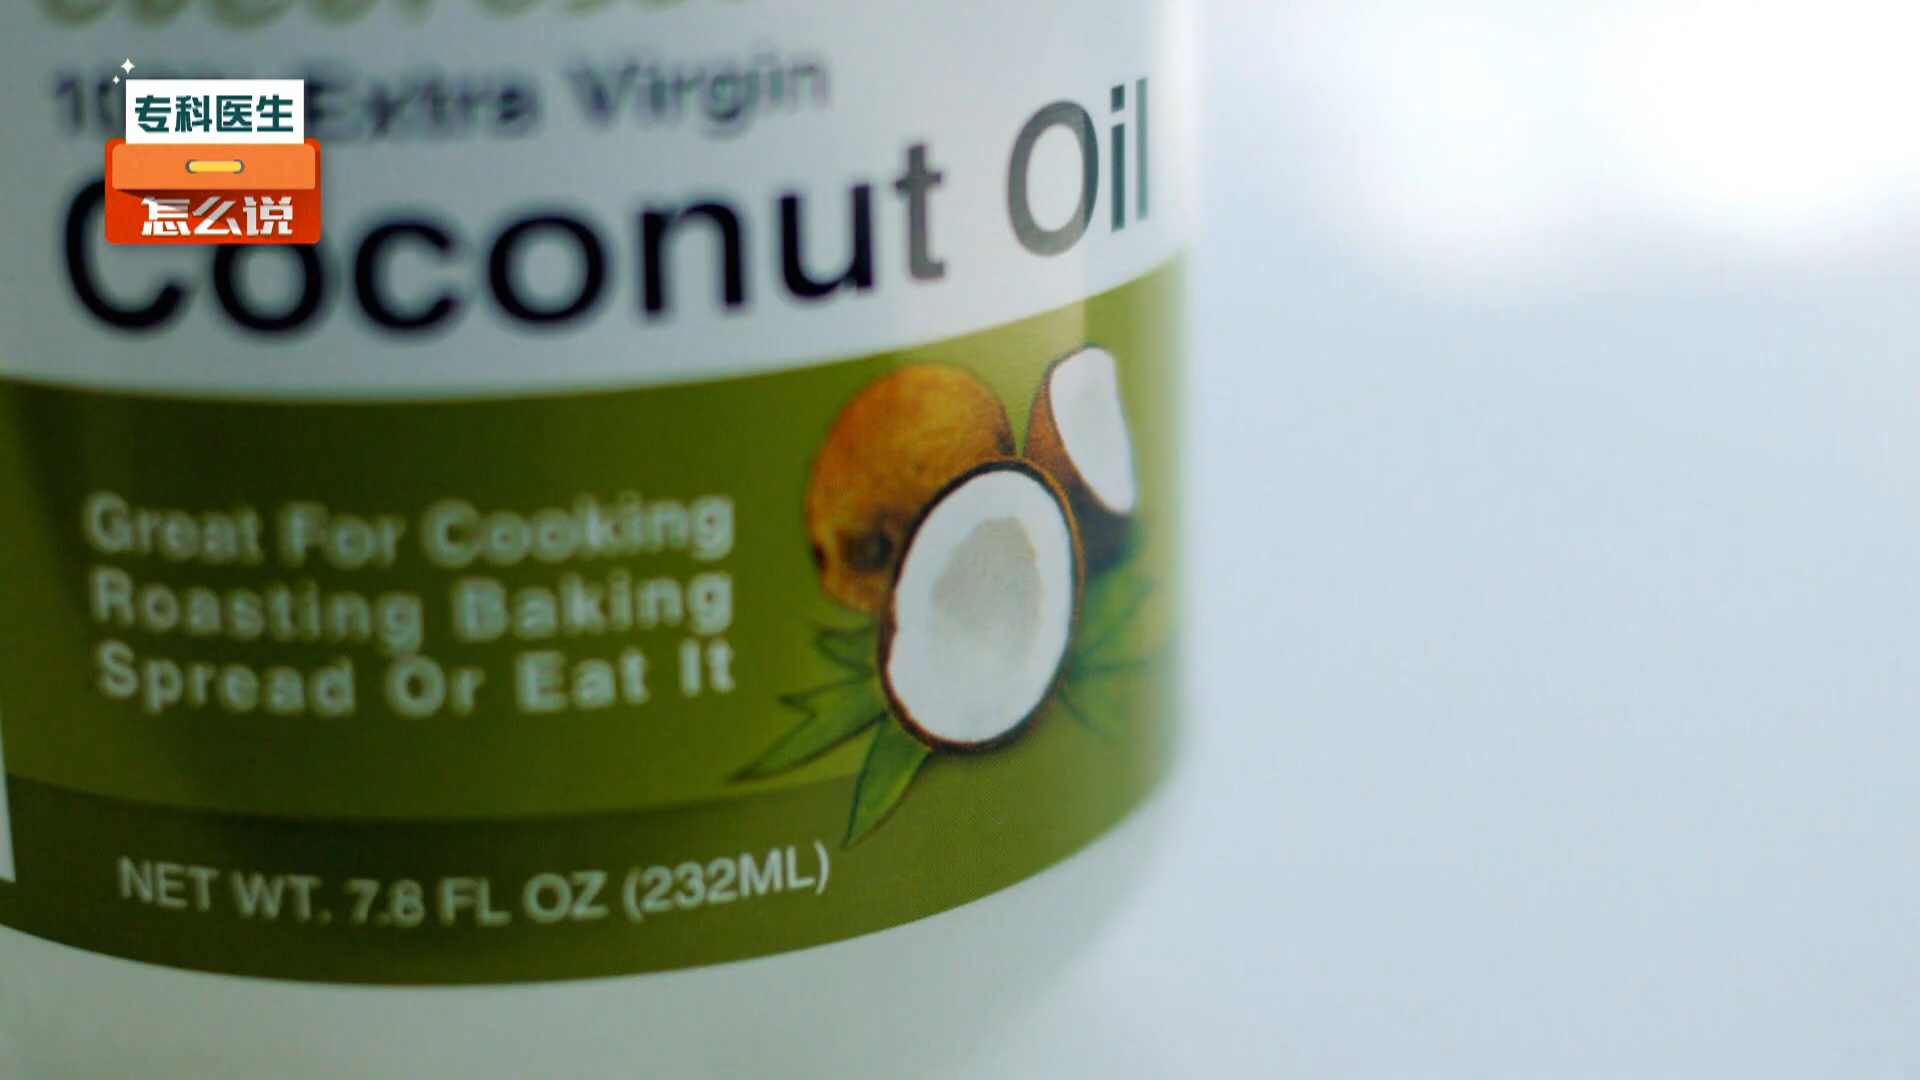 专科医生
怎么说
Extra Virgin
Coconut Oil
Great For Cooking
Roasting Baking
Spread Or Eat It
NET WT. 7.8 FL OZ (232ML)